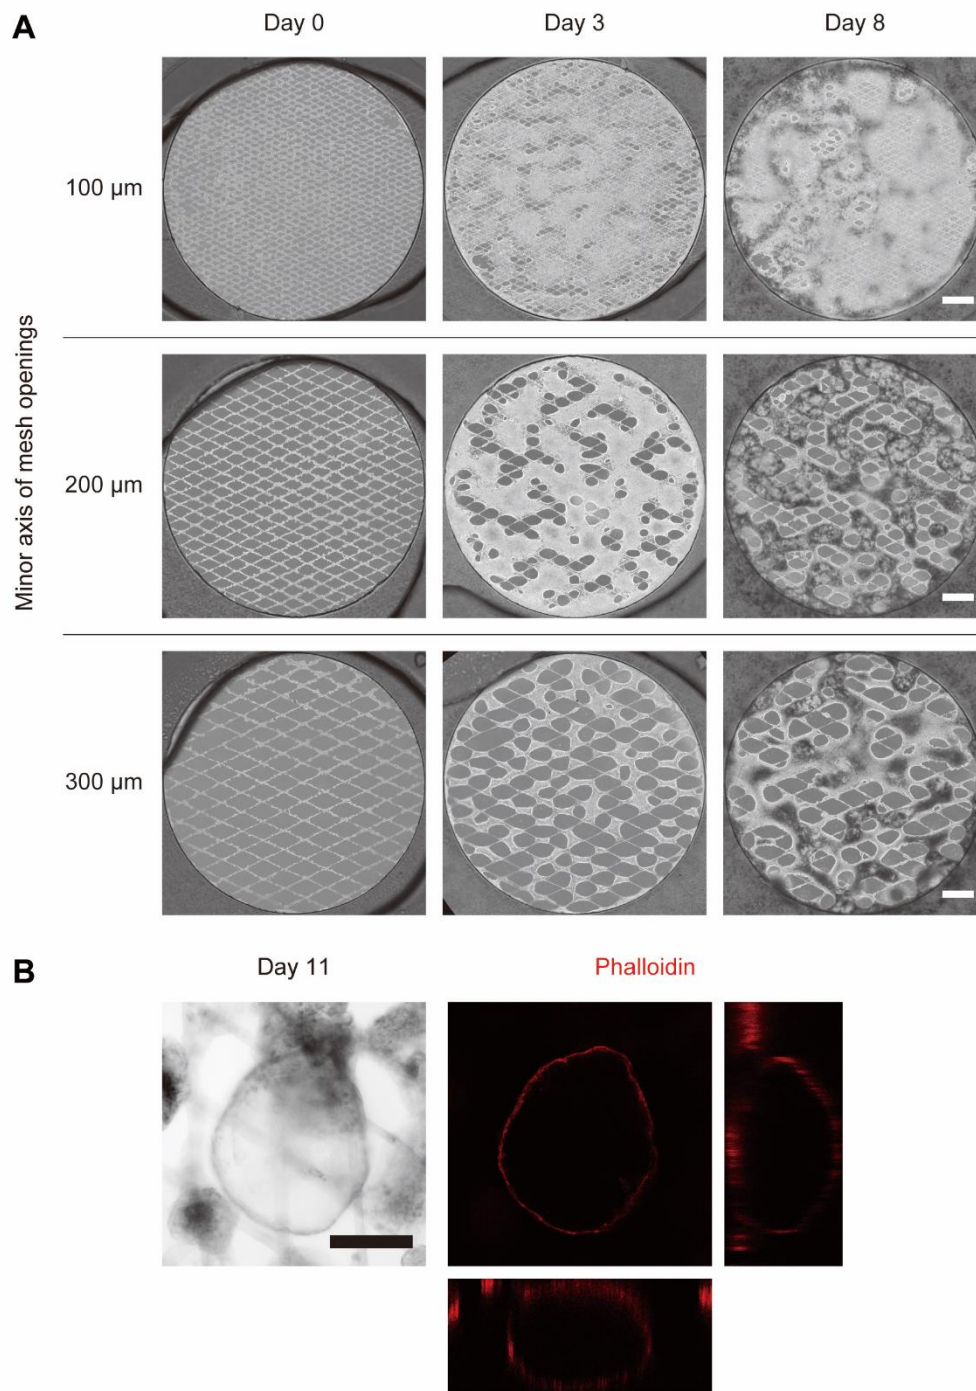 A
Day 0
Day 3
Day 8
Minor axis of mesh openings
100 µm
200 µm
300 µm
B
Day 11
Phalloidin